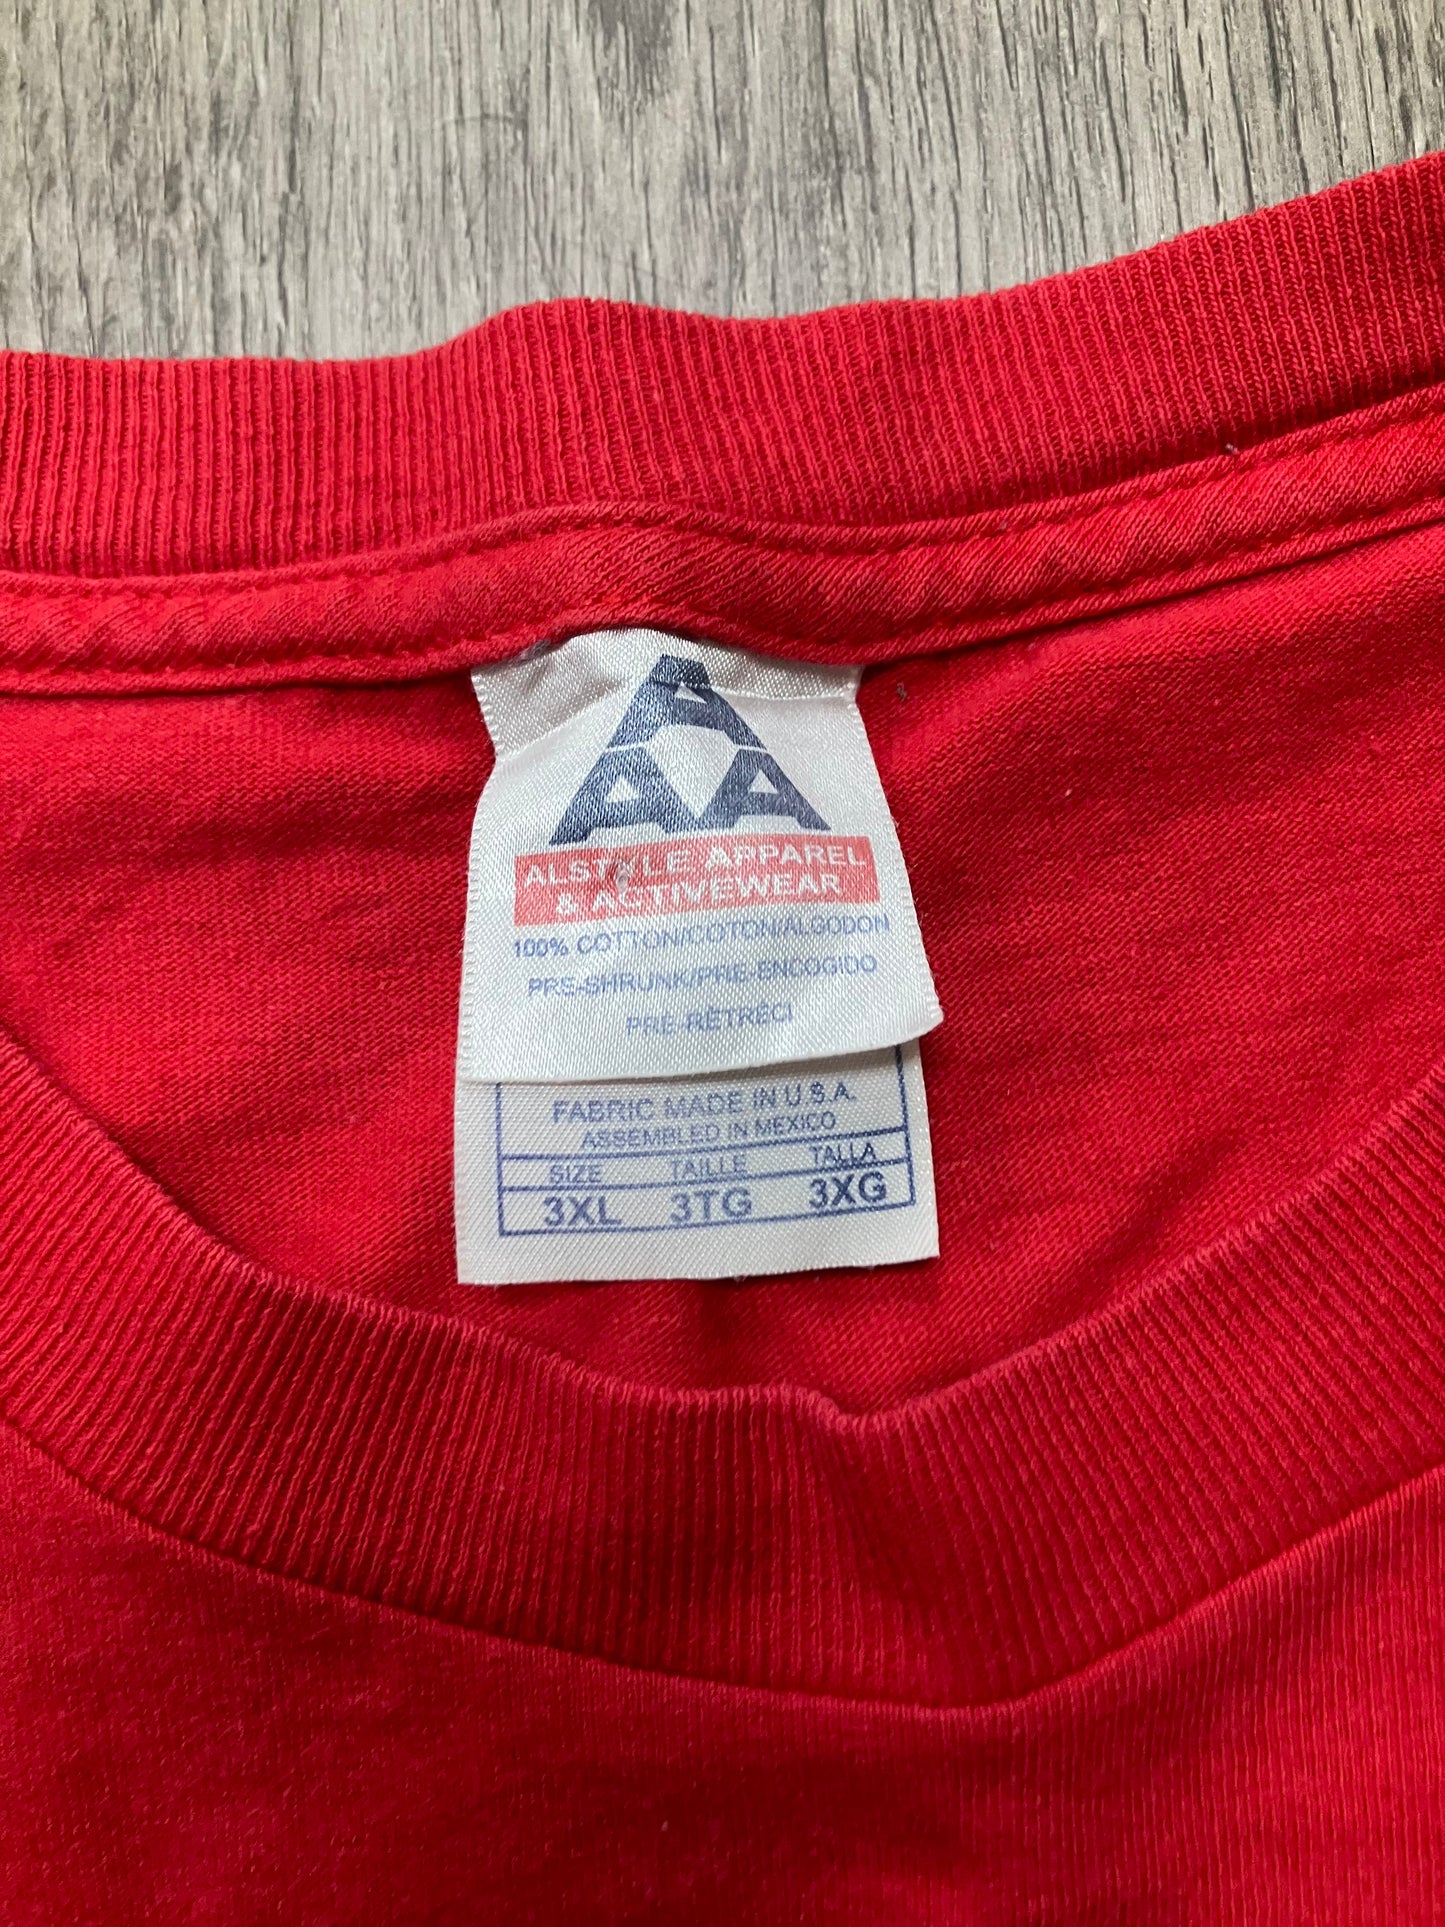 A
A A
ALSTYLE APPAREL
& ACTIVEWEAR
100% COTTON/COTON/ALGODON
PRE-SHRUNK/PRE-ENCOGIDO
PRÉ-RÉTRÉCI
FABRIC MADE IN U.S.A.
ASSEMBLED IN MEXICO
SIZE TAILLE TALLA
3XL 3TG 3XG